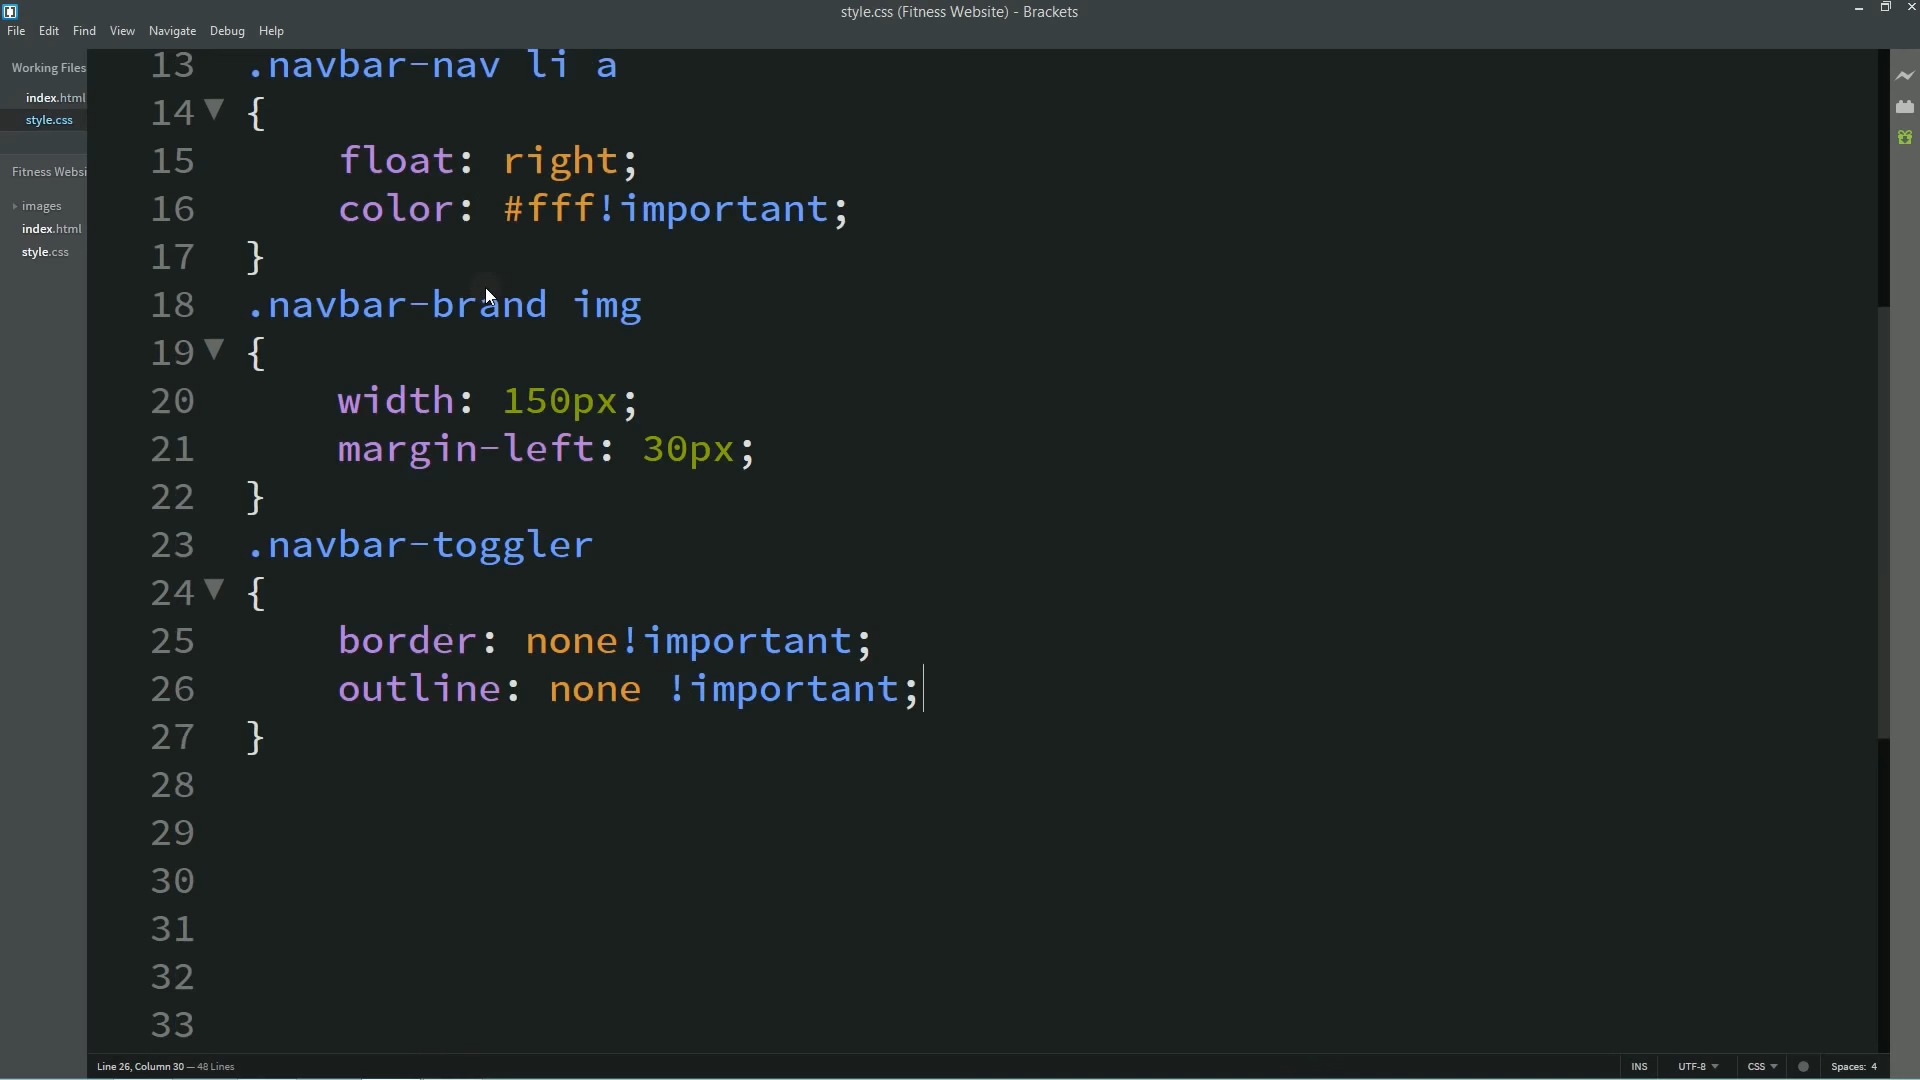 style.css (Fitness Website) - Brackets
File Edit Find View Navigate Debug Help
Working Files
index.html
style.css
Fitness Websi
images
index.html
style.css
13 .navbar-nav li a
14 {
15 float: right;
16 color: #fff!important;
17 }
18 .navbar-brand img
19 {
20 width: 150px;
21 margin-left: 30px;
22 }
23 .navbar-toggler
24 {
25 border: none!important;
26 outline: none !important;
27 }
28
29
30
31
32
33
Line 26, Column 30 — 48 Lines
INS UTF-8 CSS Spaces: 4